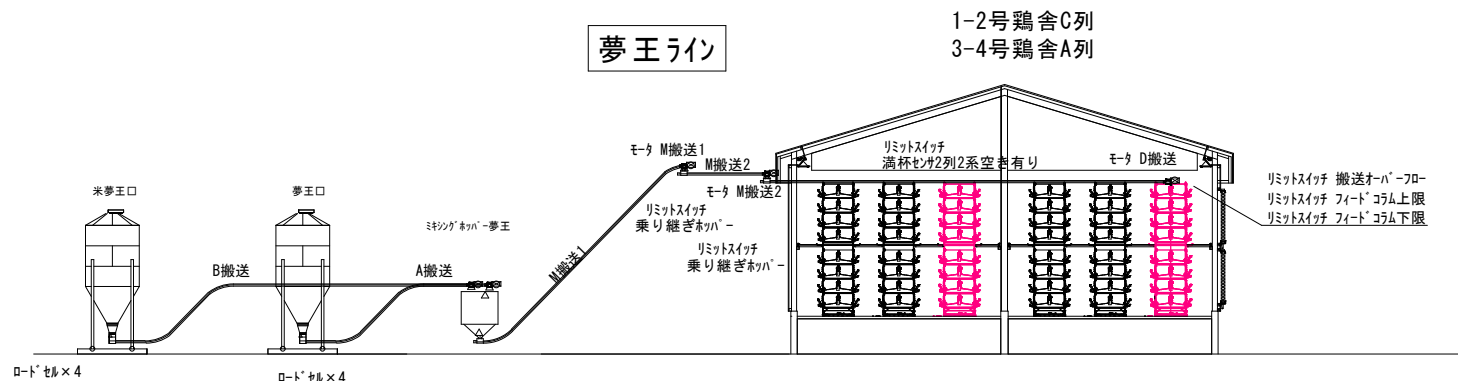 1-2号鶏舎C列
3-4号鶏舎A列
夢王ﾗｲﾝ
ﾓｰﾀ M搬送1
M搬送2
ﾓｰﾀ M搬送2
ﾘﾐｯﾄｽｲｯﾁ
満杯ｾﾝｻ2列2系空き有り
ﾓｰﾀ D搬送
ﾘﾐｯﾄｽｲｯﾁ 搬送ｵｰﾊﾞｰﾌﾛｰ
ﾘﾐｯﾄｽｲｯﾁ ﾌｨｰﾄﾞｺﾗﾑ上限
ﾘﾐｯﾄｽｲｯﾁ ﾌｨｰﾄﾞｺﾗﾑ下限
米夢王口
夢王口
ﾐｷｼﾝｸﾞﾎｯﾊﾟｰ夢王
ﾘﾐｯﾄｽｲｯﾁ
乗り継ぎﾎｯﾊﾟｰ
ﾘﾐｯﾄｽｲｯﾁ
乗り継ぎﾎｯﾊﾟｰ
B搬送
A搬送
M搬送1
ﾛｰﾄﾞｾﾙ×4
ﾛｰﾄﾞｾﾙ×4